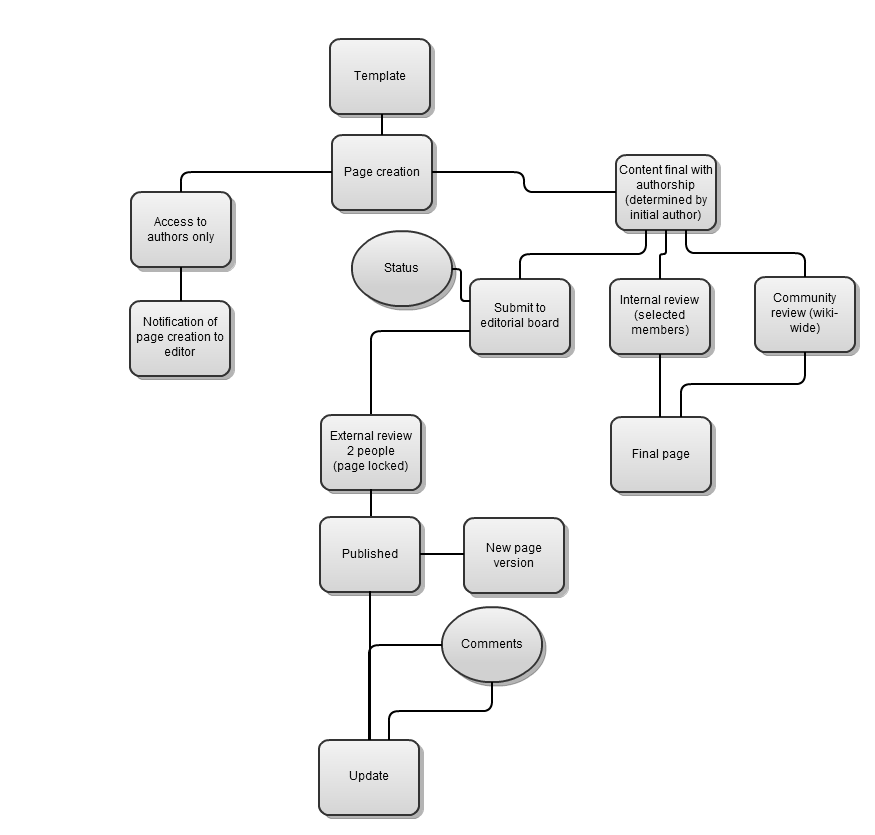 Template
Page creation
Content final with
authorship
(determined by
initial author)
Access to
authors only
Status
Submit to
editorial board
Internal review
(selected
members)
Community
review (wiki-
wide)
Notification of
page creation to
editor
External review
2 people
(page locked)
Final page
Published
New page
version
Comments
Update